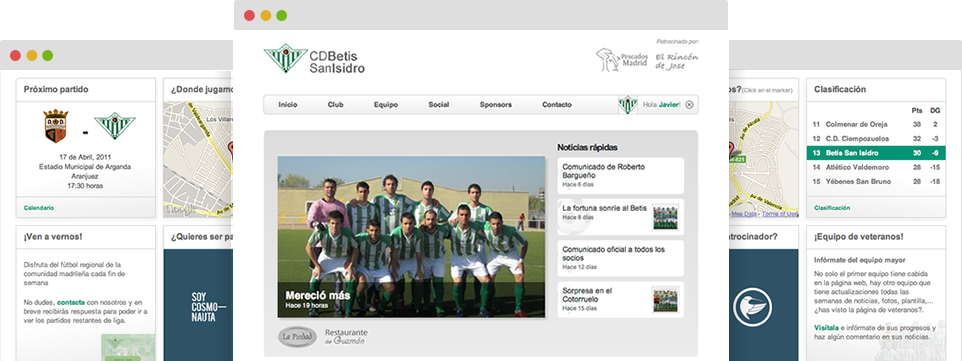 Próximo partido
-
17 de Abril, 2011
Estadio Municipal de Arganda
Aranjuez
17:30 horas
Calendario
¿Donde jugamo
Google
¡Ven a vernos!
Disfruta del fútbol regional de la
comunidad madrileña cada fin de
semana
No dudes, contacta con nosotros y en
breve recibirás respuesta para poder ir a
ver los partidos restantes de liga.
¿Quieres ser pa
SOY
COSMO—
NAUTA
CDBetis
SanIsidro
Patrocinado por:
Pescados
Madrid
El Rincón
de Jose
Inicio Club Equipo Social Sponsors Contacto
Hola Javier!
Mereció más
Hace 19 horas
Noticias rápidas
Comunicado de Roberto
Bargueño
Hace 6 días
La fortuna sonríe al Betis
Hace 8 días
Comunicado oficial a todos los
socios
Hace 12 días
Sorpresa en el
Cotorruelo
Hace 15 días
La Piedad
Restaurante
de Guzmán
os?(Click en el marker)
Av de Valencia
Map Data - Terms of Use
atrocinador?
Clasificación
Pts DG
11 Colmenar de Oreja 38 2
12 C.D. Ciempozuelos 32 -3
13 Betis San Isidro 30 -9
14 Atlético Valdemoro 28 -15
15 Yébenes San Bruno 28 -18
Clasificación
¡Equipo de veteranos!
Infórmate del equipo mayor
No solo el primer equipo tiene cabida
en la página web, hay otro equipo que
tiene actualizaciones todas las
semanas de noticias, fotos, plantilla,...
¿has visto la página de veteranos?.
Visítala e infórmate de sus progresos y
haz algún comentario en sus noticias.